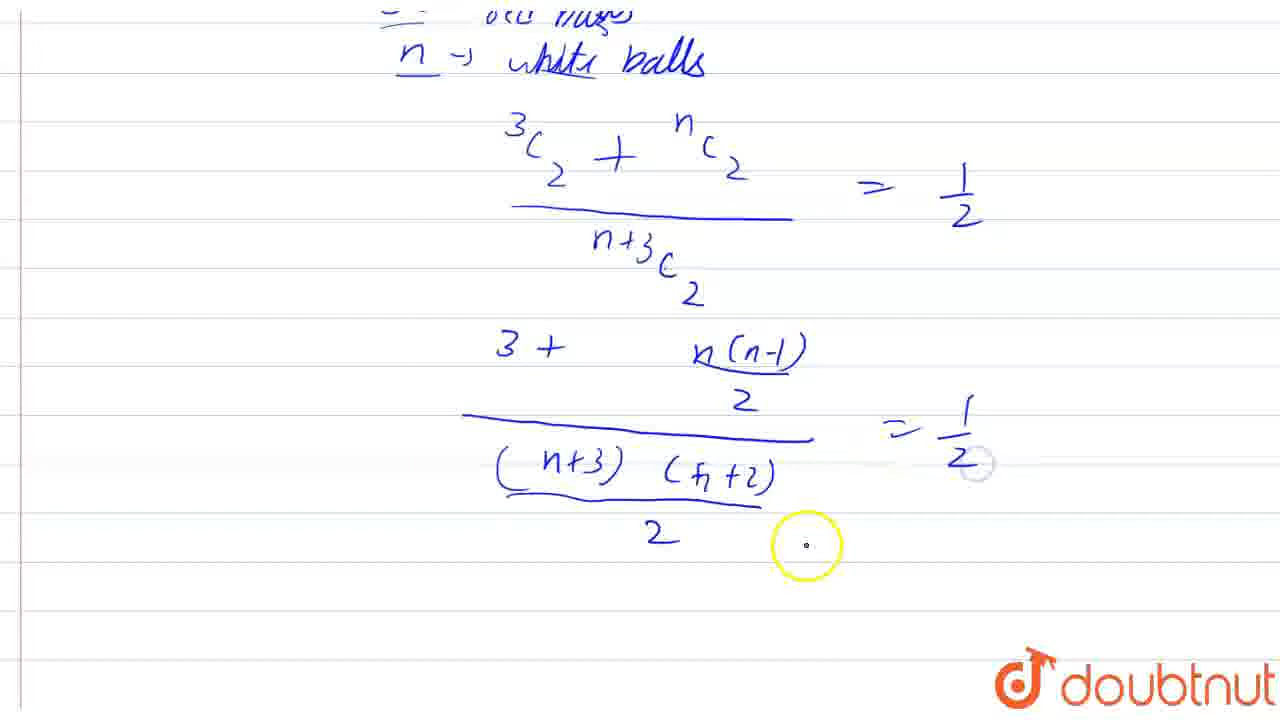 n → white balls
³C₂ + ⁿC₂ = 1/2
ⁿ⁺³C₂
3 + n(n-1)/2 = 1/2
(n+3) (n+2)
2
doubtnut